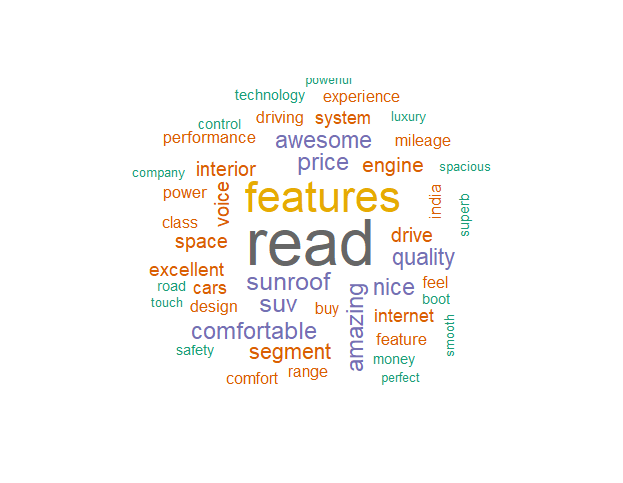 powerful
technology experience
driving system luxury
control
performance awesome mileage
price engine
company interior spacious
power voice features india superb
class
space read drive
quality
excellent sunroof feel
road cars nice
touch design suv buy amazing boot
internet
comfortable smooth
safety segment feature
money
comfort range perfect